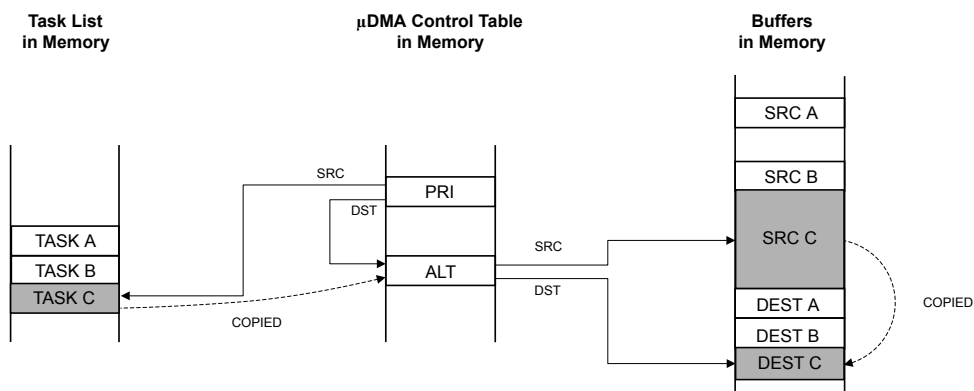 Task List
in Memory
µDMA Control Table
in Memory
Buffers
in Memory
SRC A
SRC B
SRC
PRI
DST
TASK A
TASK B
TASK C
SRC
ALT
DST
COPIED
SRC C
DEST A
DEST B
DEST C
COPIED